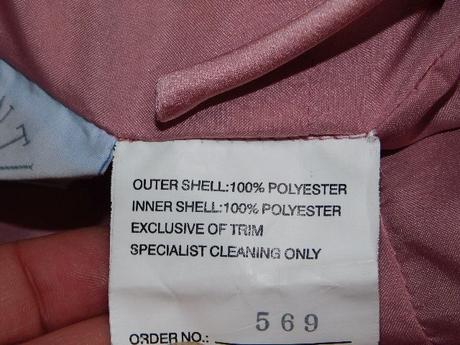 OUTER SHELL:100% POLYESTER
INNER SHELL:100% POLYESTER
EXCLUSIVE OF TRIM
SPECIALIST CLEANING ONLY
569
ORDER NO.: